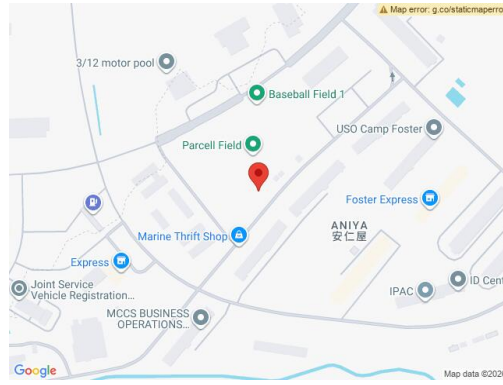 Map error: g.co/staticmaperro
3/12 motor pool
Baseball Field 1
USO Camp Foster
Parcell Field
Foster Express
ANIYA
安仁屋
Marine Thrift Shop
Express
Joint Service
Vehicle Registration...
IPAC
ID Cent
MCCS BUSINESS
OPERATIONS...
Google
Map data ©202